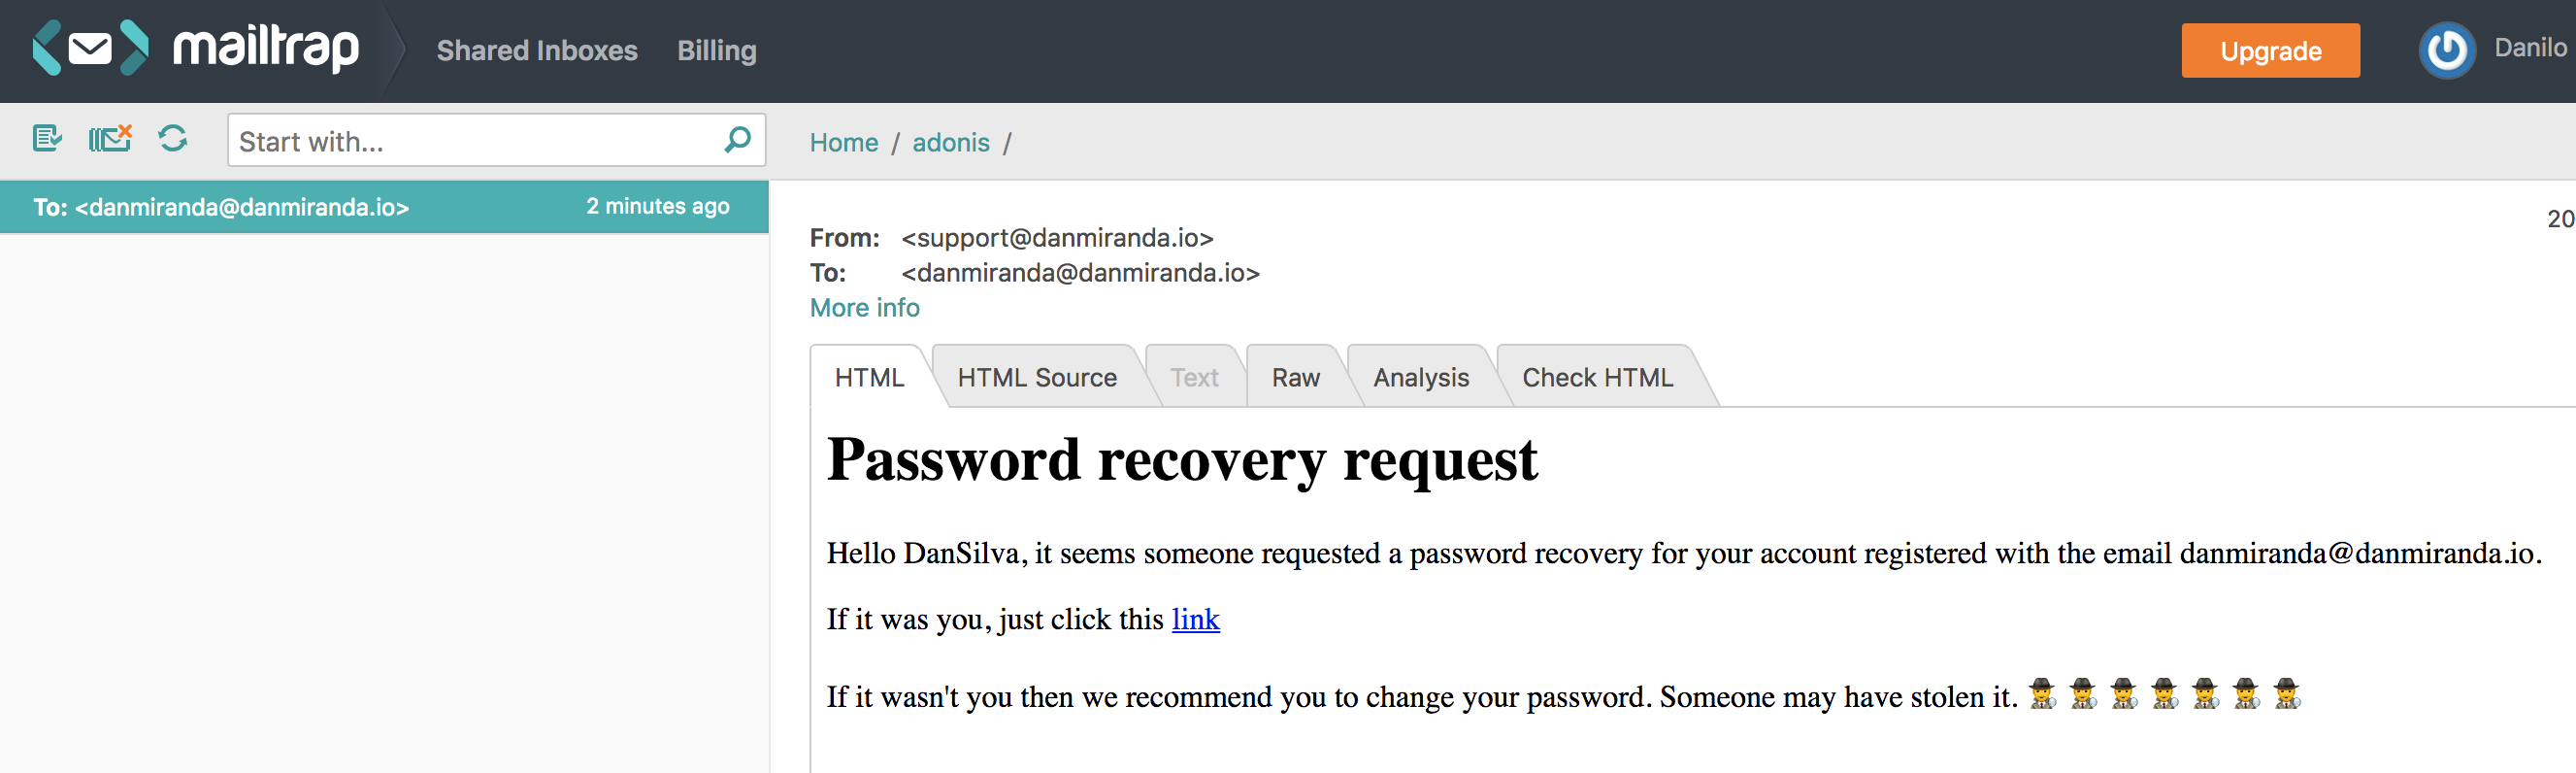 mailtrap Shared Inboxes Billing Upgrade Danilo
Start with... Home / adonis /
To: <danmiranda@danmiranda.io> 2 minutes ago
20
From: <support@danmiranda.io>
To: <danmiranda@danmiranda.io>
More info
HTML HTML Source Text Raw Analysis Check HTML
Password recovery request
Hello DanSilva, it seems someone requested a password recovery for your account registered with the email danmiranda@danmiranda.io.
If it was you, just click this link
If it wasn't you then we recommend you to change your password. Someone may have stolen it. 🕵️🕵️🕵️🕵️🕵️🕵️🕵️